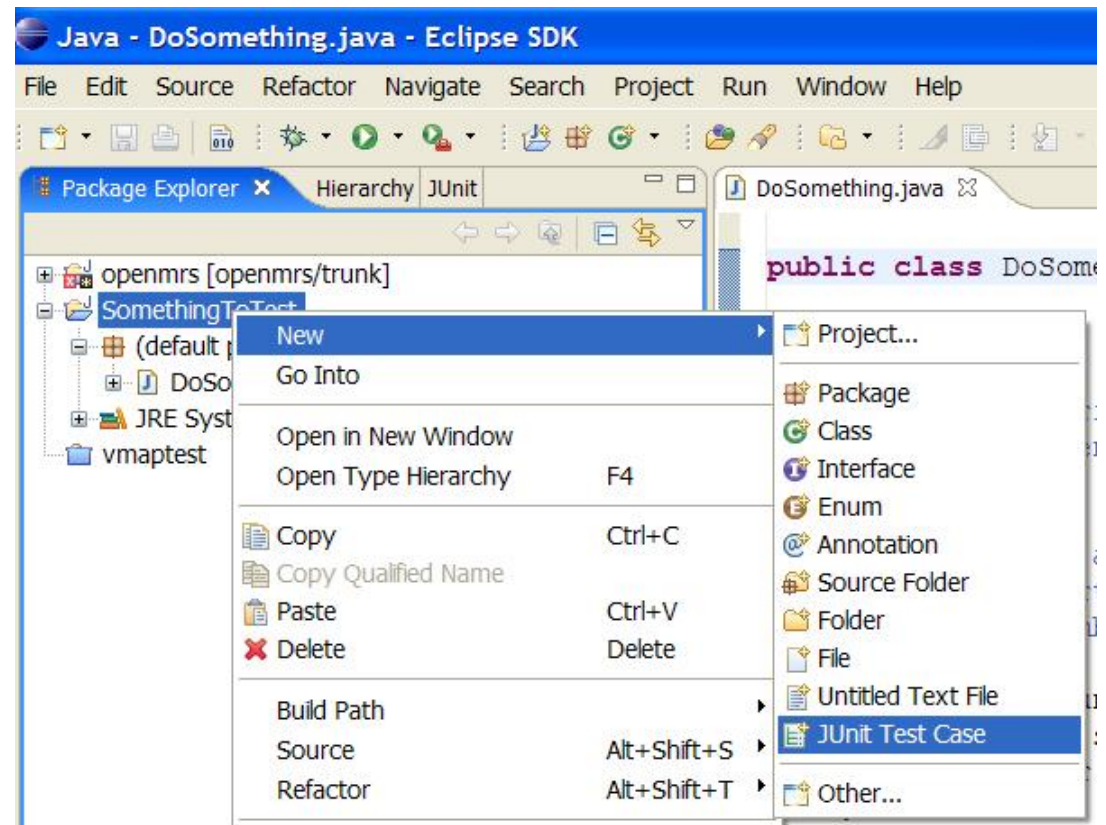 Java - DoSomething.java - Eclipse SDK
File Edit Source Refactor Navigate Search Project Run Window Help
Package Explorer Hierarchy JUnit
DoSomething.java
public class
openmrs [openmrs/trunk]
SomethingToTest
(default
JRE
vmaptest
New
Go Into
Open in New Window
Open Type Hierarchy F4
Copy Ctrl+C
Copy Qualified Name
Paste Ctrl+V
Delete Delete
Build Path
Source Alt+Shift+S
Refactor Alt+Shift+T
Project...
Package
Class
Interface
Enum
Annotation
Source Folder
Folder
File
Untitled Text File
JUnit Test Case
Other...